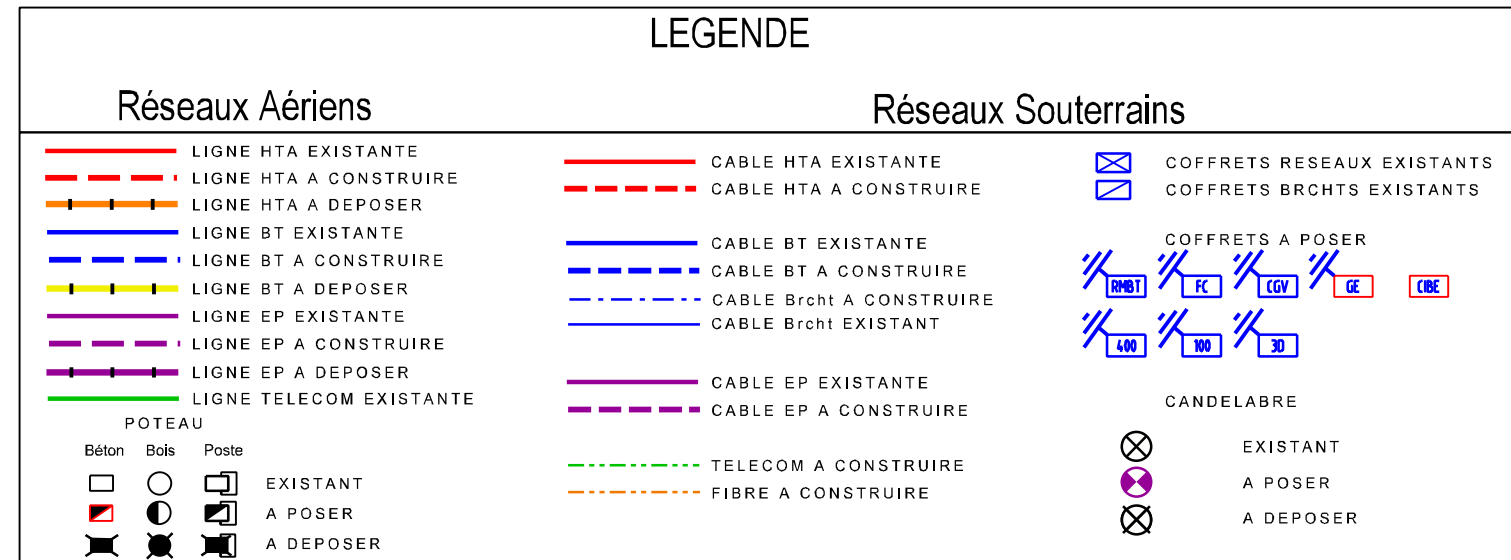 LEGENDE
Réseaux Aériens
LIGNE HTA EXISTANTE
LIGNE HTA A CONSTRUIRE
LIGNE HTA A DEPOSER
LIGNE BT EXISTANTE
LIGNE BT A CONSTRUIRE
LIGNE BT A DEPOSER
LIGNE EP EXISTANTE
LIGNE EP A CONSTRUIRE
LIGNE EP A DEPOSER
LIGNE TELECOM EXISTANTE
POTEAU
Béton Bois Poste
EXISTANT
A POSER
A DEPOSER
Réseaux Souterrains
CABLE HTA EXISTANTE
CABLE HTA A CONSTRUIRE
CABLE BT EXISTANTE
CABLE BT A CONSTRUIRE
CABLE Brcht A CONSTRUIRE
CABLE Brcht EXISTANT
CABLE EP EXISTANTE
CABLE EP A CONSTRUIRE
TELECOM A CONSTRUIRE
FIBRE A CONSTRUIRE
COFFRETS RESEAUX EXISTANTS
COFFRETS BRCHTS EXISTANTS
COFFRETS A POSER
RMBT FC CGV GE CIBE
400 100 3D
CANDELABRE
EXISTANT
A POSER
A DEPOSER